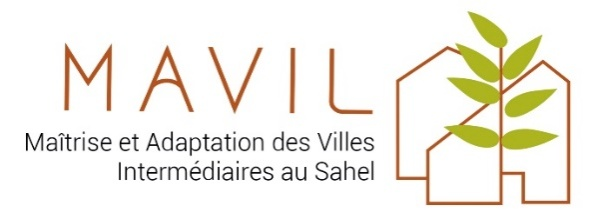 MAVIL
Maîtrise et Adaptation des Villes
Intermédiaires au Sahel